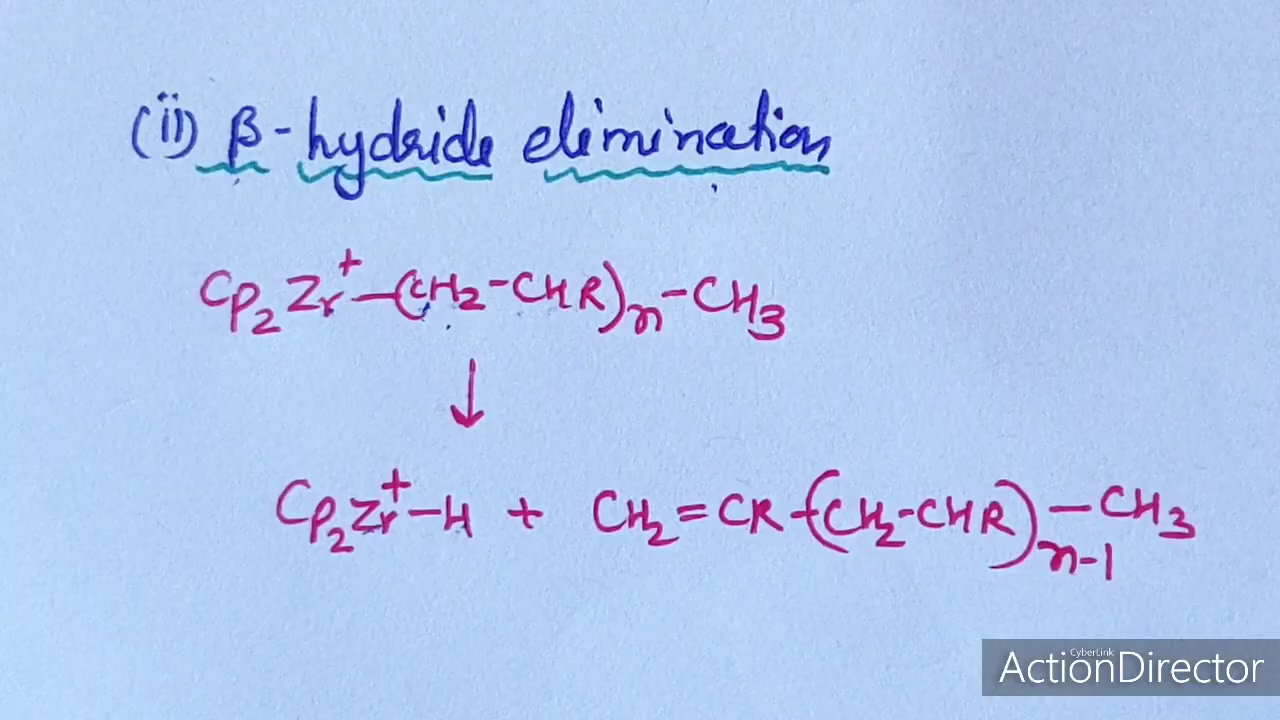 (ii) β-hydride elimination
Cp₂Zr⁺—(CH₂-CHR)ₙ-CH₃
↓
Cp₂Zr⁺-H + CH₂=CR-(CH₂-CHR)ₙ₋₁—CH₃
CyberLink
ActionDirector